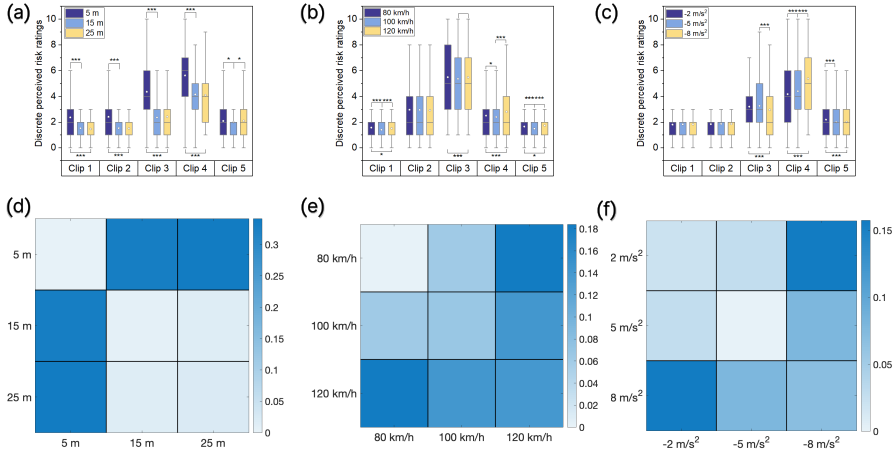 (a)
Discrete perceived risk ratings
5 m
15 m
25 m
10
8
6
4
2
0
*** *** *** *** * *
*** *** *** ***
Clip 1 Clip 2 Clip 3 Clip 4 Clip 5
(b)
Discrete perceived risk ratings
80 km/h
100 km/h
120 km/h
10
8
6
4
2
0
*** *** * *** *** ***
* *** *** *
Clip 1 Clip 2 Clip 3 Clip 4 Clip 5
(c)
Discrete perceived risk ratings
-2 m/s²
-5 m/s²
-8 m/s²
10
8
6
4
2
0
*** *** *** ***
*** *** ***
Clip 1 Clip 2 Clip 3 Clip 4 Clip 5
(d)
5 m
15 m
25 m
5 m 15 m 25 m
0.3
0.25
0.2
0.15
0.1
0.05
0
(e)
80 km/h
100 km/h
120 km/h
80 km/h 100 km/h 120 km/h
0.18
0.16
0.14
0.12
0.1
0.08
0.06
0.04
0.02
0
(f)
2 m/s²
5 m/s²
8 m/s²
-2 m/s² -5 m/s² -8 m/s²
0.15
0.1
0.05
0